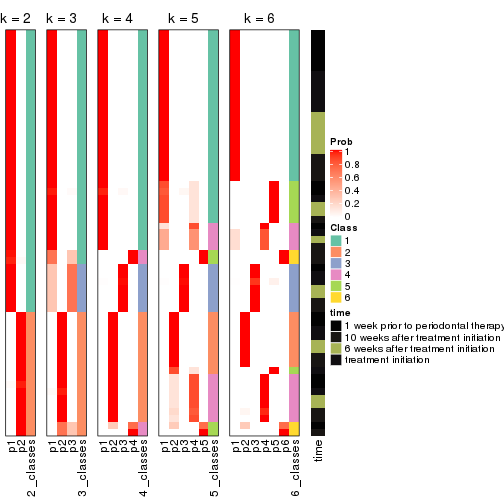 k = 2
k = 3
k = 4
k = 5
k = 6
Prob
1
0.8
0.6
0.4
0.2
0
Class
1
2
3
4
5
6
time
1 week prior to periodontal therapy
10 weeks after treatment initiation
6 weeks after treatment initiation
treatment initiation
p1
p2
2_classes
p1
p2
p3
3_classes
p1
p2
p3
p4
4_classes
p1
p2
p3
p4
p5
5_classes
p1
p2
p3
p4
p5
p6
6_classes
time